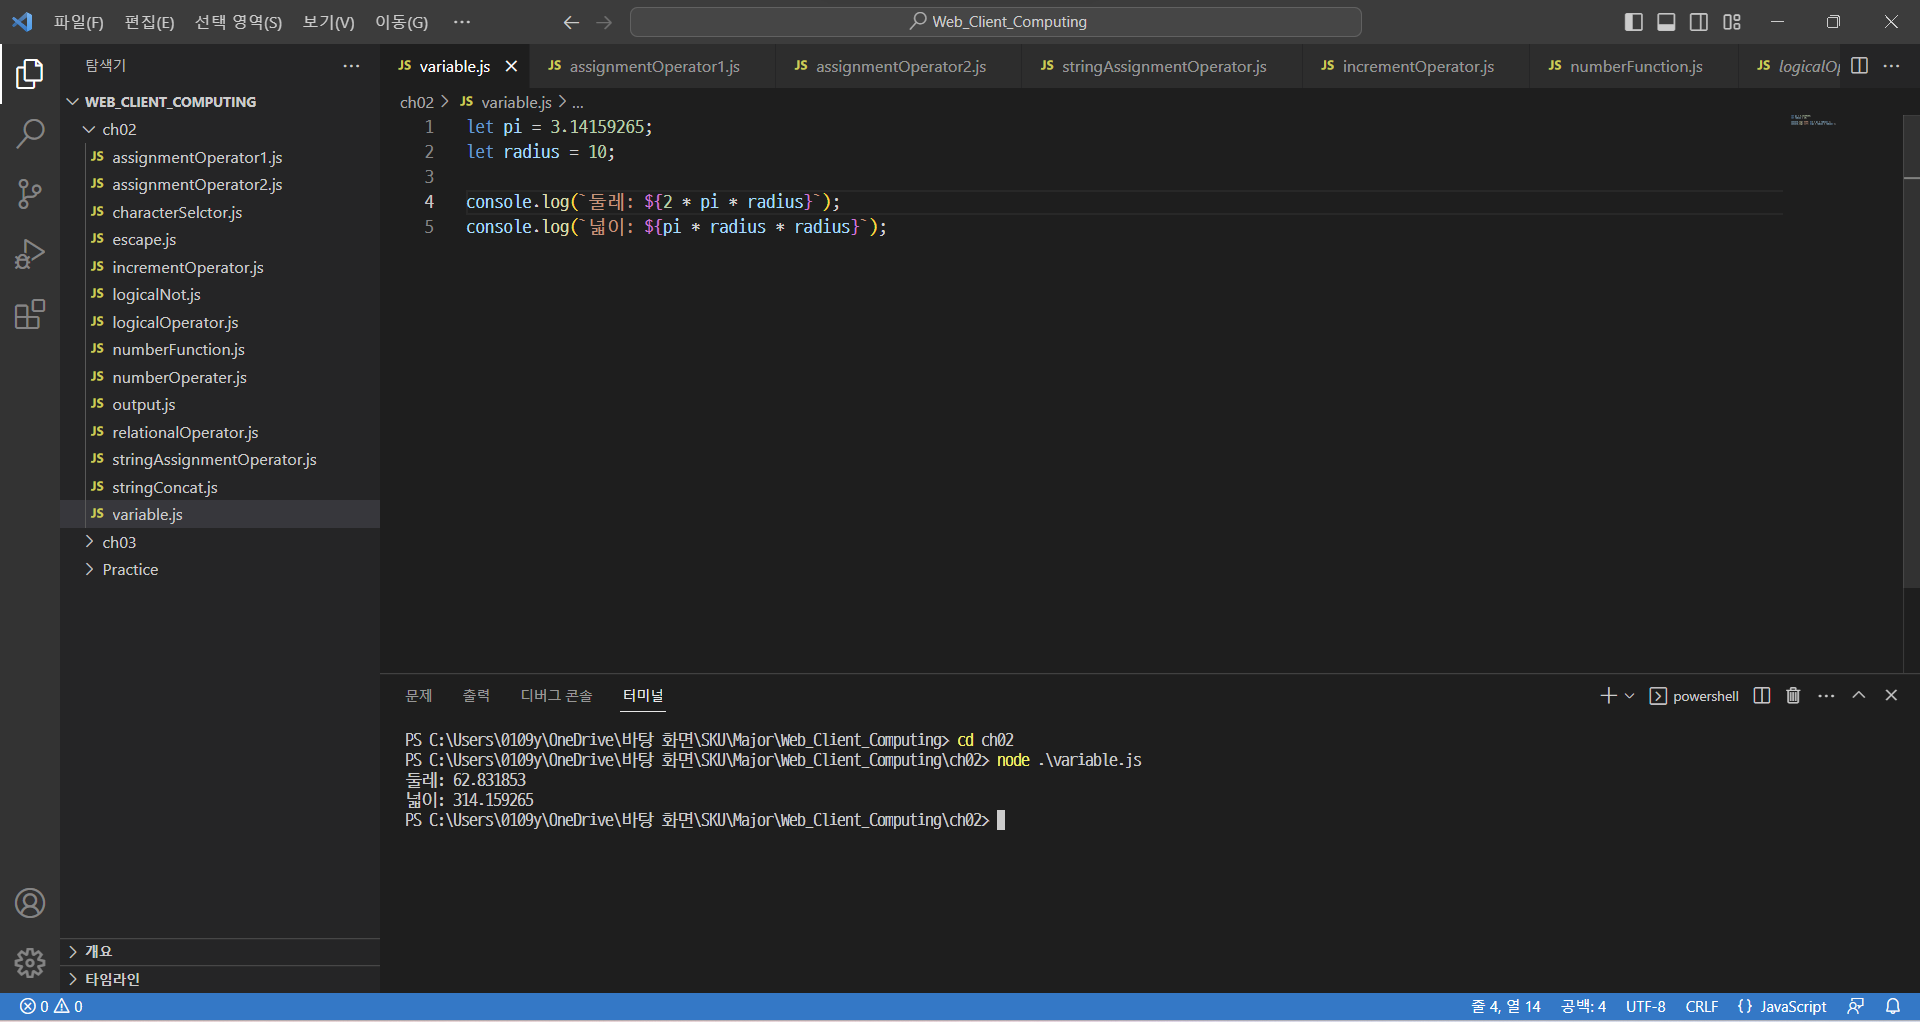 파일(F) 편집(E) 선택 영역(S) 보기(V) 이동(G) ··· Web_Client_Computing
탐색기 ···
WEB_CLIENT_COMPUTING
ch02
JS assignmentOperator1.js
JS assignmentOperator2.js
JS characterSelctor.js
JS escape.js
JS incrementOperator.js
JS logicalNot.js
JS logicalOperator.js
JS numberFunction.js
JS numberOperater.js
JS output.js
JS relationalOperator.js
JS stringAssignmentOperator.js
JS stringConcat.js
JS variable.js
ch03
Practice
개요
타임라인
JS variable.js JS assignmentOperator1.js JS assignmentOperator2.js JS stringAssignmentOperator.js JS incrementOperator.js JS numberFunction.js JS logicalOp
ch02 > JS variable.js > ...
1 let pi = 3.14159265;
2 let radius = 10;
3
4 console.log(`둘레: ${2 * pi * radius}`);
5 console.log(`넓이: ${pi * radius * radius}`);
문제 출력 디버그 콘솔 터미널 powershell
PS C:\Users\0109y\OneDrive\바탕 화면\SKU\Major\Web_Client_Computing> cd ch02
PS C:\Users\0109y\OneDrive\바탕 화면\SKU\Major\Web_Client_Computing\ch02> node .\variable.js
둘레: 62.831853
넓이: 314.159265
PS C:\Users\0109y\OneDrive\바탕 화면\SKU\Major\Web_Client_Computing\ch02>
0 0 줄 4, 열 14 공백: 4 UTF-8 CRLF {} JavaScript